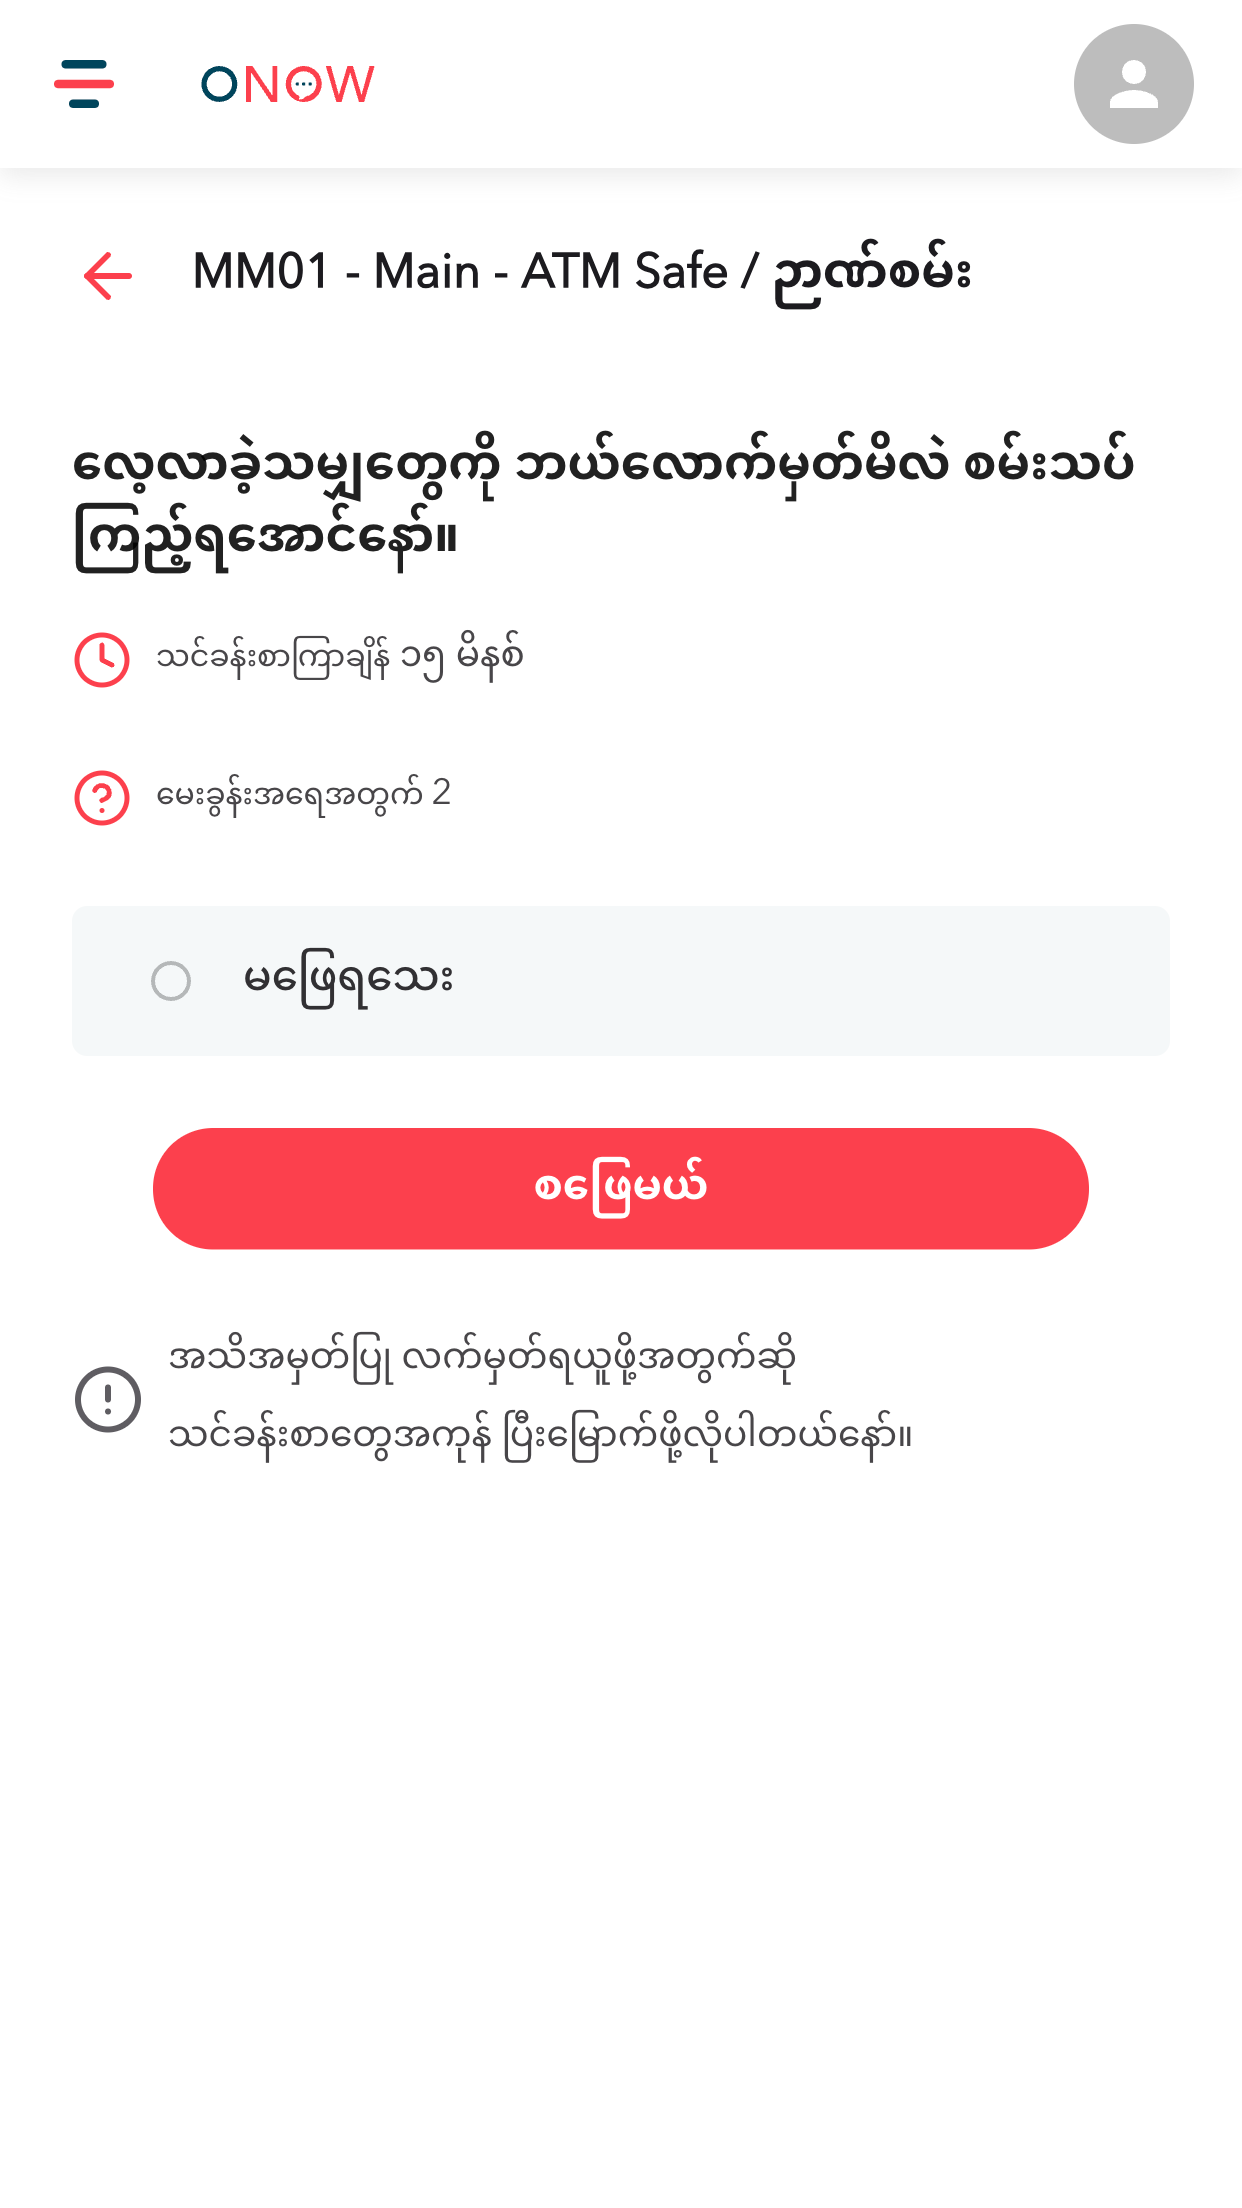 ONOW
MM01 - Main - ATM Safe / ဉာဏ်စမ်း
လေ့လာခဲ့သမျှတွေကို ဘယ်လောက်မှတ်မိလဲ စမ်းသပ်
ကြည့်ရအောင်နော်။
သင်ခန်းစာကြာချိန် ၁၅ မိနစ်
မေးခွန်းအရေအတွက် 2
မဖြေရသေး
စဖြေမယ်
အသိအမှတ်ပြု လက်မှတ်ရယူဖို့အတွက်ဆို
သင်ခန်းစာတွေအကုန် ပြီးမြောက်ဖို့လိုပါတယ်နော်။